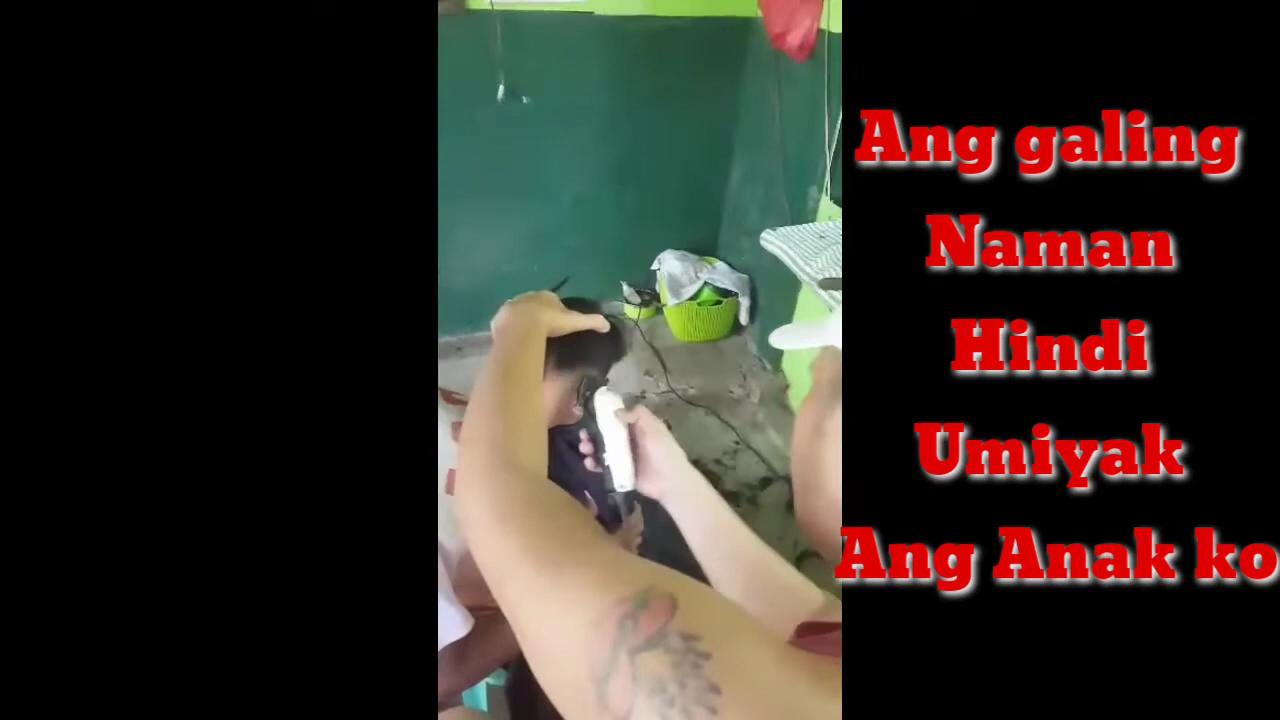 Ang galing
Naman
Hindi
Umiyak
Ang Anak ko